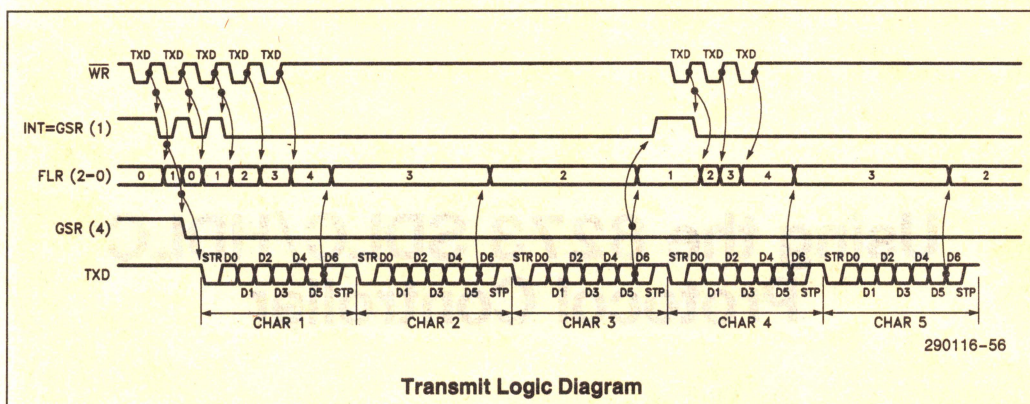 TXD TXD TXD TXD TXD TXD TXD TXD
WR
INT=GSR (1)
FLR (2-0) 0 1 0 1 2 3 4 3 2 1 2 3 4 3 2
GSR (4)
STR D0 D2 D4 D6 STR D0 D2 D4 D6 STR D0 D2 D4 D6 STR D0 D2 D4 D6 STR D0 D2 D4 D6
TXD
D1 D3 D5 STP D1 D3 D5 STP D1 D3 D5 STP D1 D3 D5 STP D1 D3 D5 STP
CHAR 1 CHAR 2 CHAR 3 CHAR 4 CHAR 5
290116-56
Transmit Logic Diagram